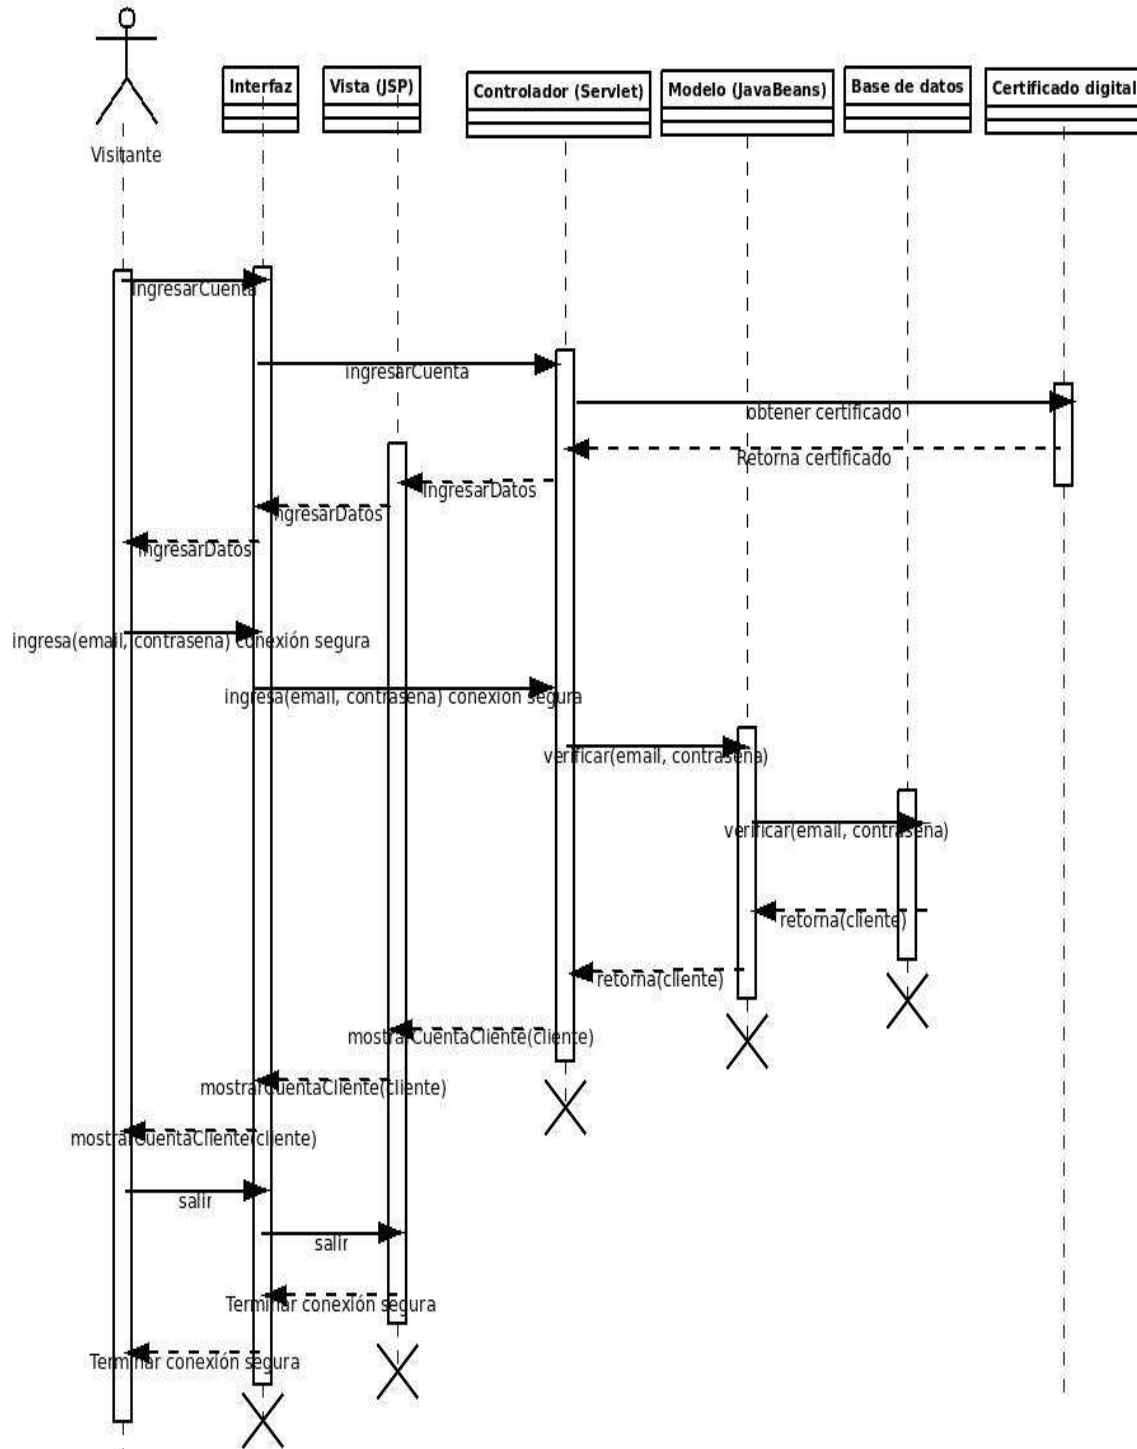 Interfaz
Vista (JSP)
Controlador (Servlet)
Modelo (JavaBeans)
Base de datos
Certificado digital
Visitante
ingresarCuenta
ingresarCuenta
obtener certificado
Retorna certificado
ingresarDatos
ingresarDatos
ingresarDatos
ingresa(email, contrasena) conexión segura
ingresa(email, contrasena) conexion segura
verificar(email, contrasena)
verificar(email, contrasena)
retorna(cliente)
retorna(cliente)
mostrarCuentaCliente(cliente)
mostrarCuentaCliente(cliente)
mostrarCuentaCliente(cliente)
salir
salir
Terminar conexión segura
Terminar conexión segura